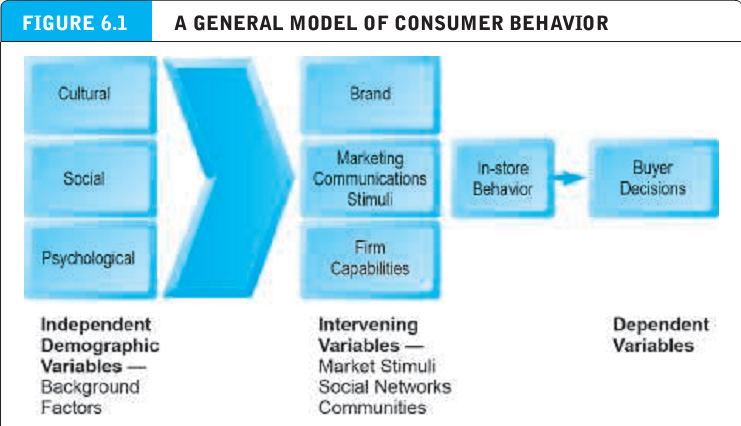 FIGURE 6.1
A GENERAL MODEL OF CONSUMER BEHAVIOR
Cultural
Social
Psychological
Brand
Marketing
Communications
Stimuli
Firm
Capabilities
In-store
Behavior
Buyer
Decisions
Independent
Demographic
Variables —
Background
Factors
Intervening
Variables —
Market Stimuli
Social Networks
Communities
Dependent
Variables